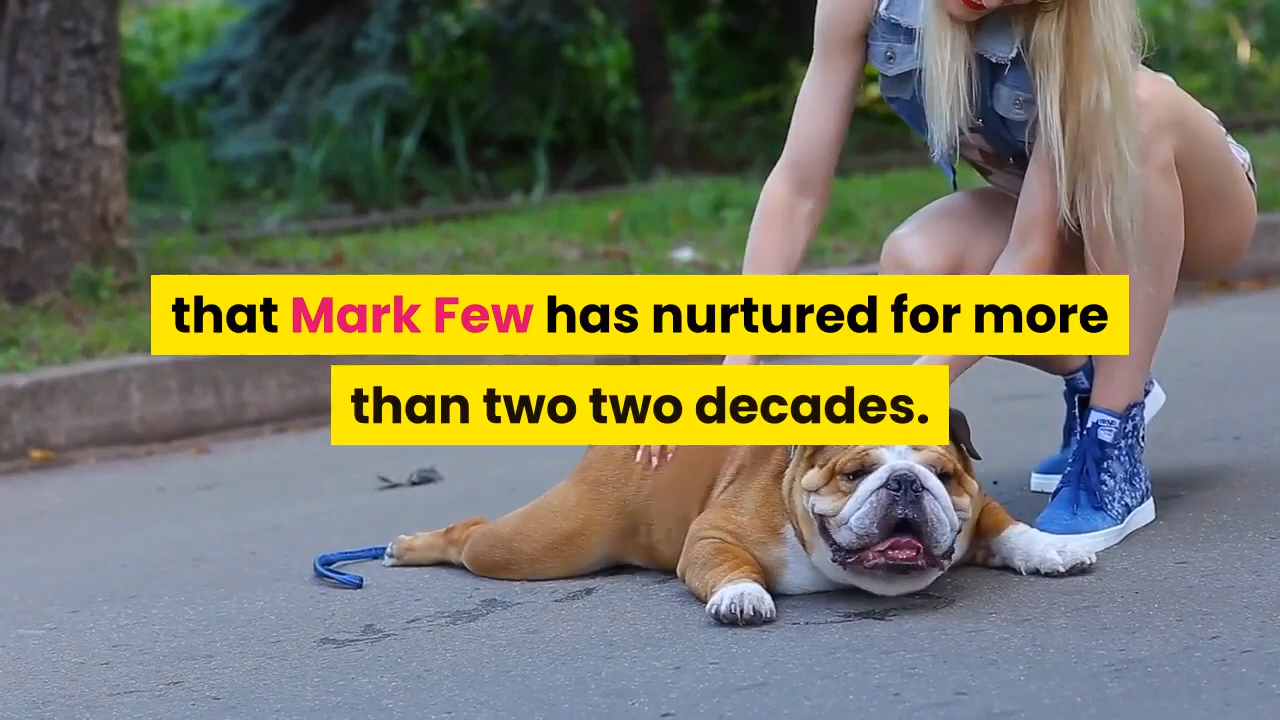 that Mark Few has nurtured for more
than two two decades.